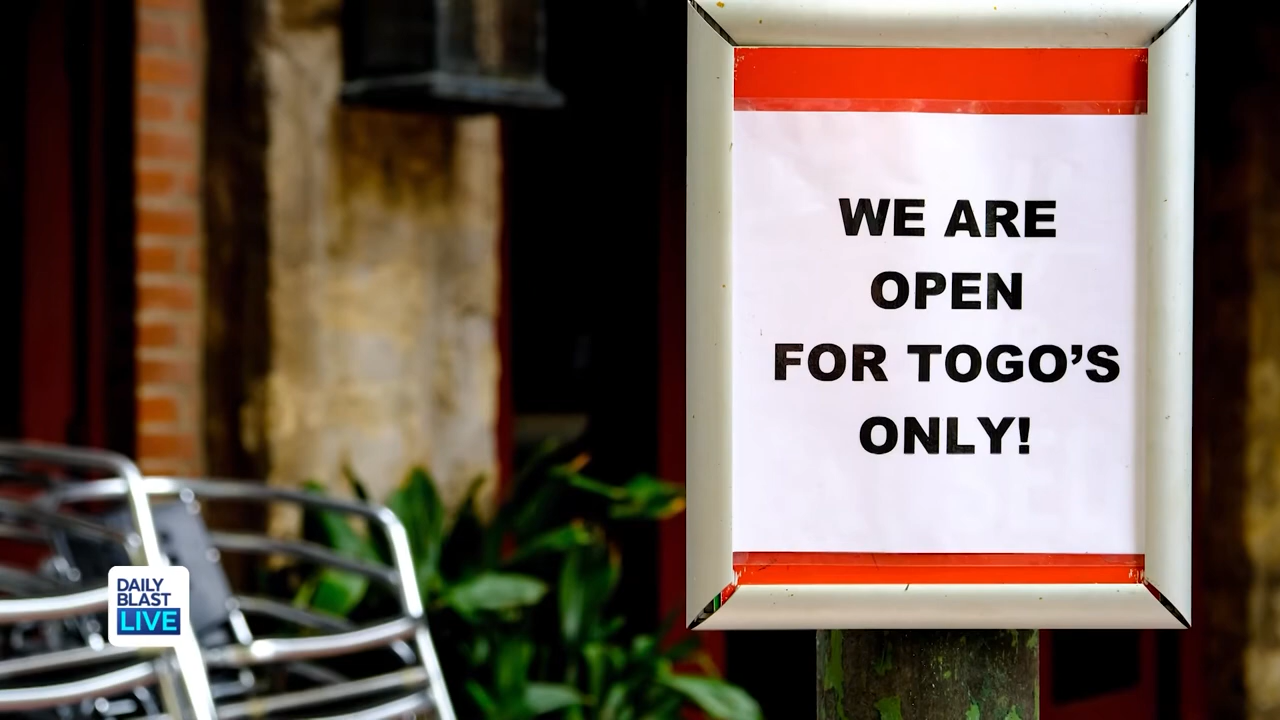 WE ARE
OPEN
FOR TOGO’S
ONLY!
DAILY
BLAST
LIVE